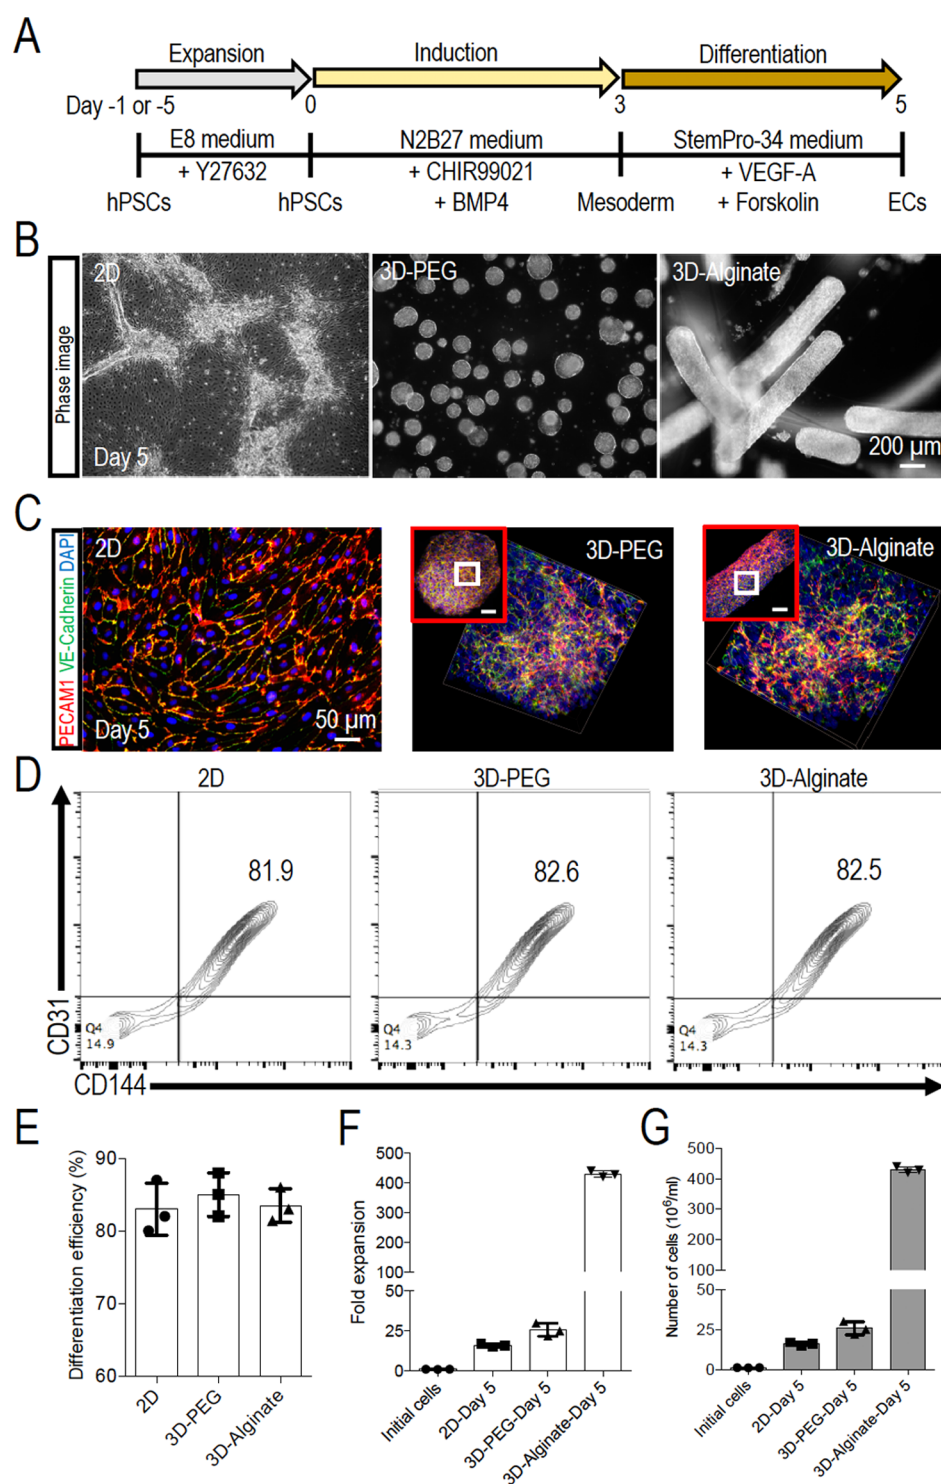 A
Expansion Induction Differentiation
Day -1 or -5 0 3 5
E8 medium N2B27 medium StemPro-34 medium
+ Y27632 + CHIR99021 + VEGF-A
hPSCs hPSCs + BMP4 Mesoderm + Forskolin ECs
B
Phase image
2D 3D-PEG 3D-Alginate
Day 5 200 µm
C
PECAM1 VE-Cadherin DAPI
2D 3D-PEG 3D-Alginate
Day 5 50 µm
D
2D 3D-PEG 3D-Alginate
81.9 82.6 82.5
CD31
Q4 Q4 Q4
14.9 14.3 14.3
CD144
E
Differentiation efficiency (%)
90
80
70
60
2D 3D-PEG 3D-Alginate
F
Fold expansion
500
400
300
200
100
50
25
0
Initial cells 2D-Day 5 3D-PEG-Day 5 3D-Alginate-Day 5
G
Number of cells (10⁶/ml)
500
400
300
200
100
50
25
0
Initial cells 2D-Day 5 3D-PEG-Day 5 3D-Alginate-Day 5